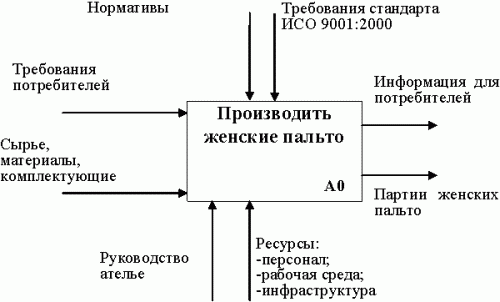 Нормативы
Требования стандарта
ИСО 9001:2000
Требования
потребителей
Информация для
потребителей
Производить
женские пальто
Сырье,
материалы,
комплектующие
А0
Партии женских
пальто
Руководство
ателье
Ресурсы:
-персонал;
-рабочая среда;
-инфраструктура